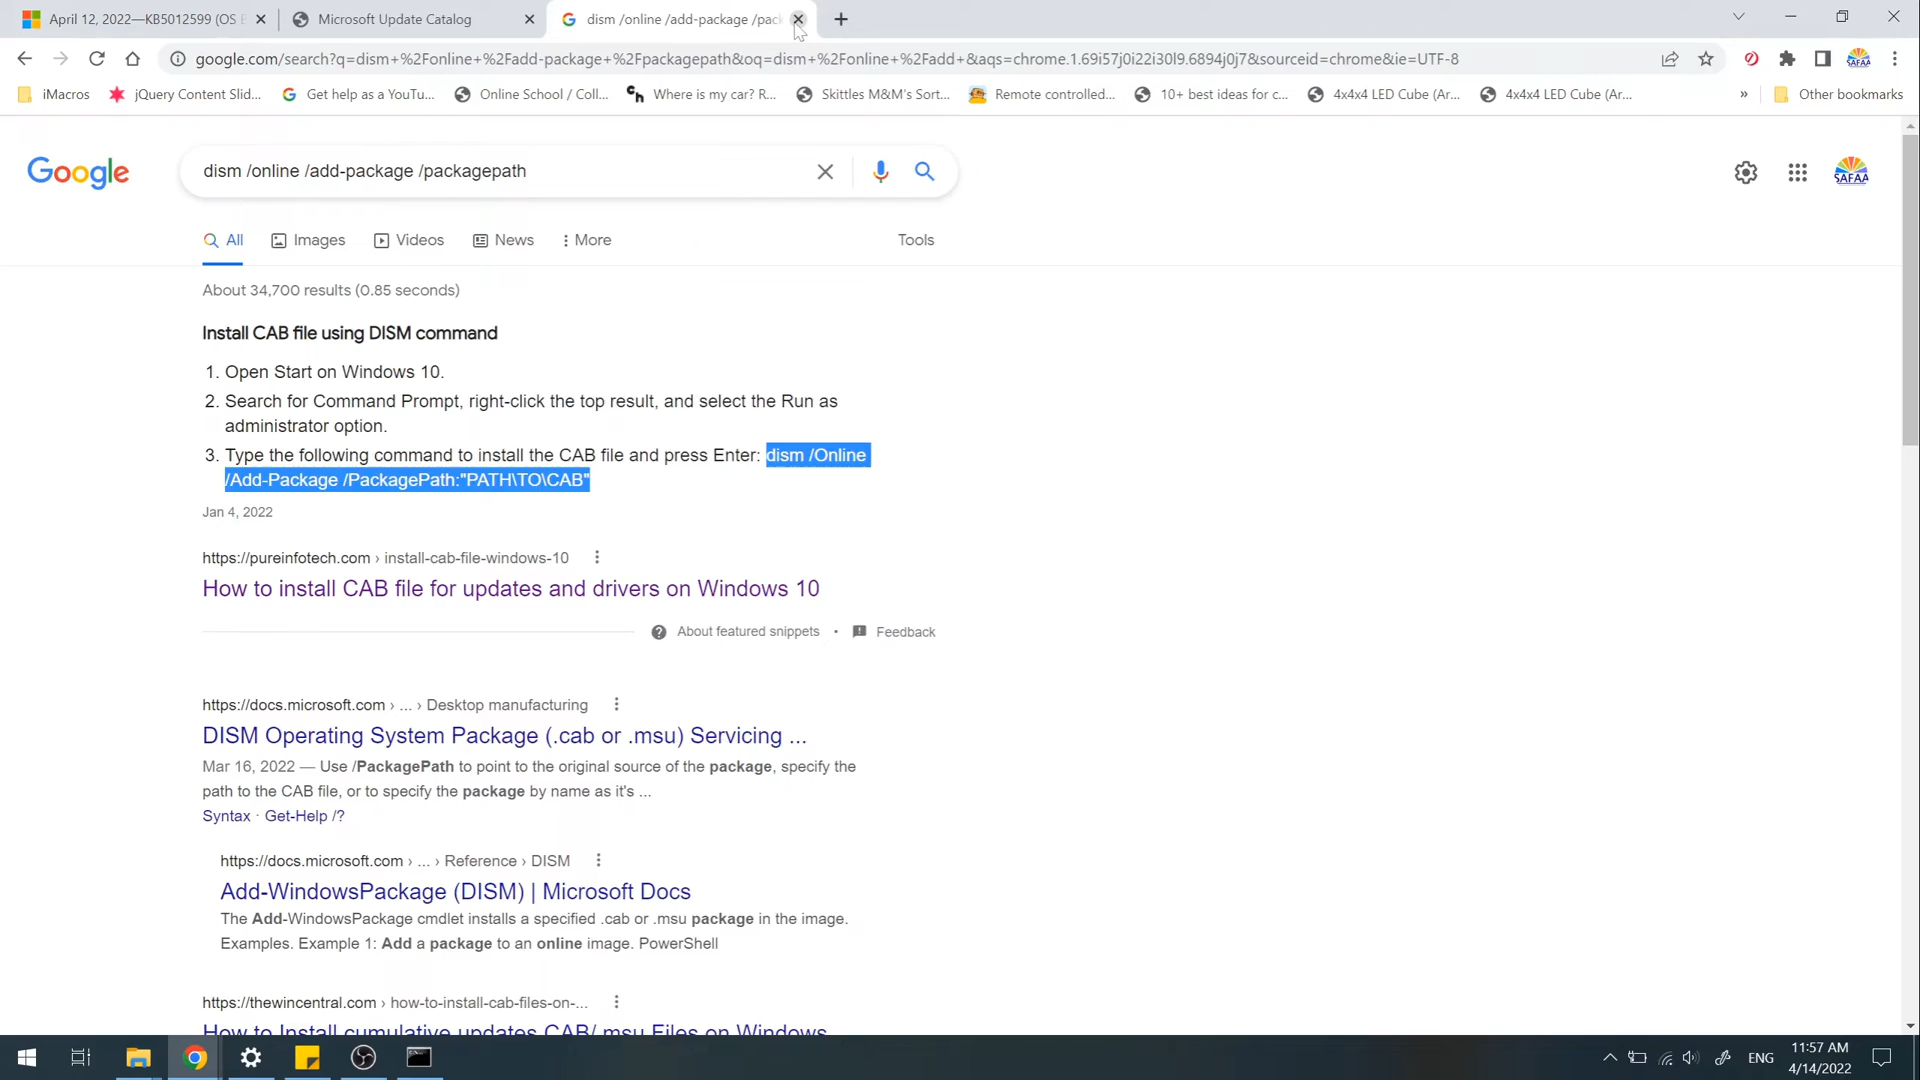 April 12, 2022—KB5012599 (OS B
Microsoft Update Catalog
dism /online /add-package /pack
google.com/search?q=dism+%2Fonline+%2Fadd-package+%2Fpackagepath&oq=dism+%2Fonline+%2Fadd+&aqs=chrome.1.69i57j0i22i30l9.6894j0j7&sourceid=chrome&ie=UTF-8
iMacros
jQuery Content Slid...
Get help as a YouTu...
Online School / Coll...
Where is my car? R...
Skittles M&M's Sort...
Remote controlled...
10+ best ideas for c...
4x4x4 LED Cube (Ar...
4x4x4 LED Cube (Ar...
»
Other bookmarks
Google
dism /online /add-package /packagepath
SAFAA
All
Images
Videos
News
More
Tools
About 34,700 results (0.85 seconds)
Install CAB file using DISM command
1. Open Start on Windows 10.
2. Search for Command Prompt, right-click the top result, and select the Run as
administrator option.
3. Type the following command to install the CAB file and press Enter: dism /Online
/Add-Package /PackagePath:"PATH\TO\CAB"
Jan 4, 2022
https://pureinfotech.com › install-cab-file-windows-10
How to install CAB file for updates and drivers on Windows 10
About featured snippets • Feedback
https://docs.microsoft.com › ... › Desktop manufacturing
DISM Operating System Package (.cab or .msu) Servicing ...
Mar 16, 2022 — Use /PackagePath to point to the original source of the package, specify the
path to the CAB file, or to specify the package by name as it's ...
Syntax · Get-Help /?
https://docs.microsoft.com › ... › Reference › DISM
Add-WindowsPackage (DISM) | Microsoft Docs
The Add-WindowsPackage cmdlet installs a specified .cab or .msu package in the image.
Examples. Example 1: Add a package to an online image. PowerShell
https://thewincentral.com › how-to-install-cab-files-on-...
How to Install cumulative updates CAB/ msu Files on Windows
ENG
11:57 AM
4/14/2022